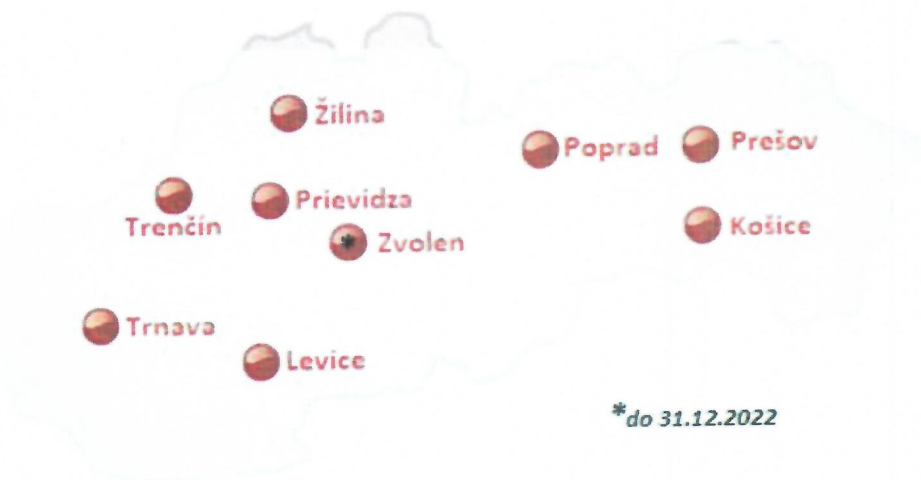 Žilina
Poprad
Prešov
Prievidza
Trenčín
Košice
* Zvolen
Trnava
Levice
*do 31.12.2022